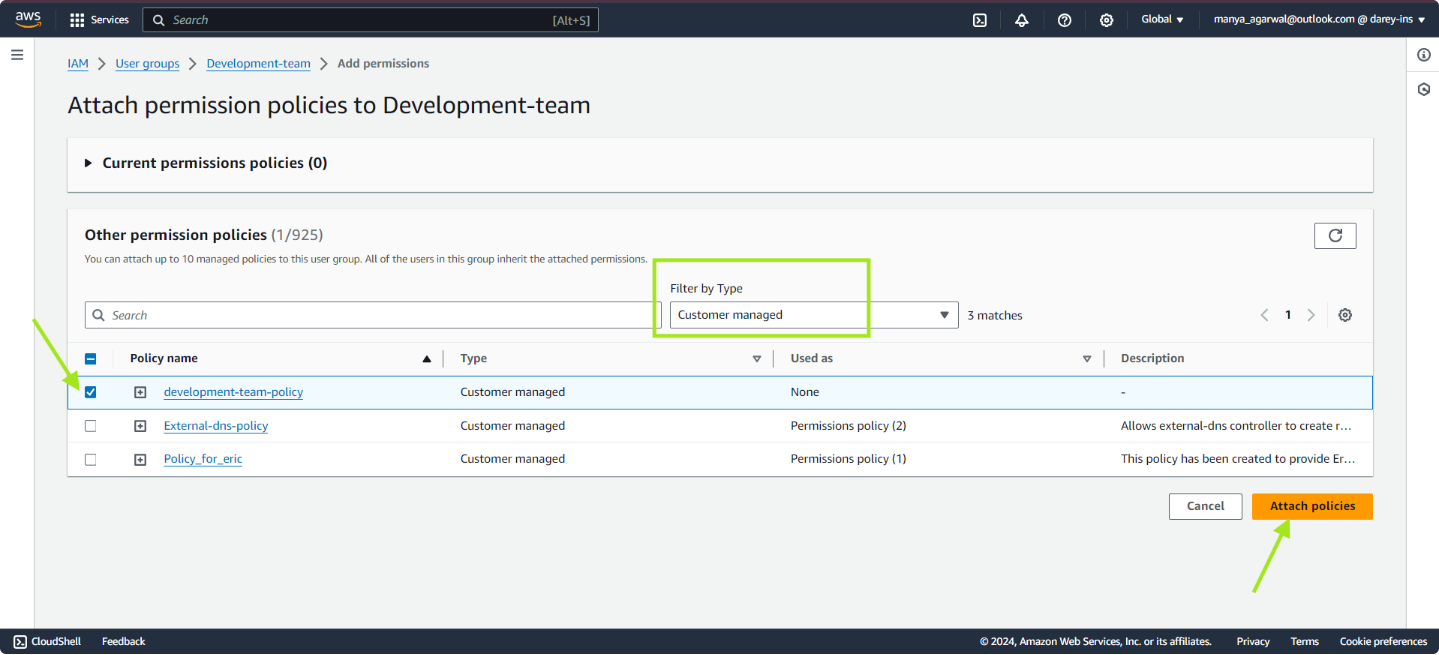 aws Services Search [Alt+S] Global manya_agarwal@outlook.com @ darey-ins
IAM User groups Development-team Add permissions
Attach permission policies to Development-team
Current permissions policies (0)
Other permission policies (1/925)
You can attach up to 10 managed policies to this user group. All of the users in this group inherit the attached permissions.
Filter by Type
Search Customer managed 3 matches 1
Policy name Type Used as Description
development-team-policy Customer managed None -
External-dns-policy Customer managed Permissions policy (2) Allows external-dns controller to create r...
Policy_for_eric Customer managed Permissions policy (1) This policy has been created to provide Er...
Cancel Attach policies
CloudShell Feedback © 2024, Amazon Web Services, Inc. or its affiliates. Privacy Terms Cookie preferences